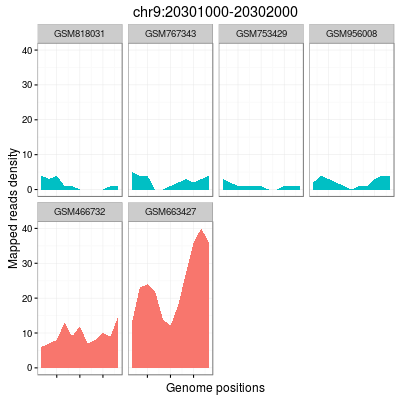 chr9:20301000-20302000
GSM818031 GSM767343 GSM753429 GSM956008
40
30
20
10
0
GSM466732 GSM663427
40
30
20
10
0
Mapped reads density
Genome positions